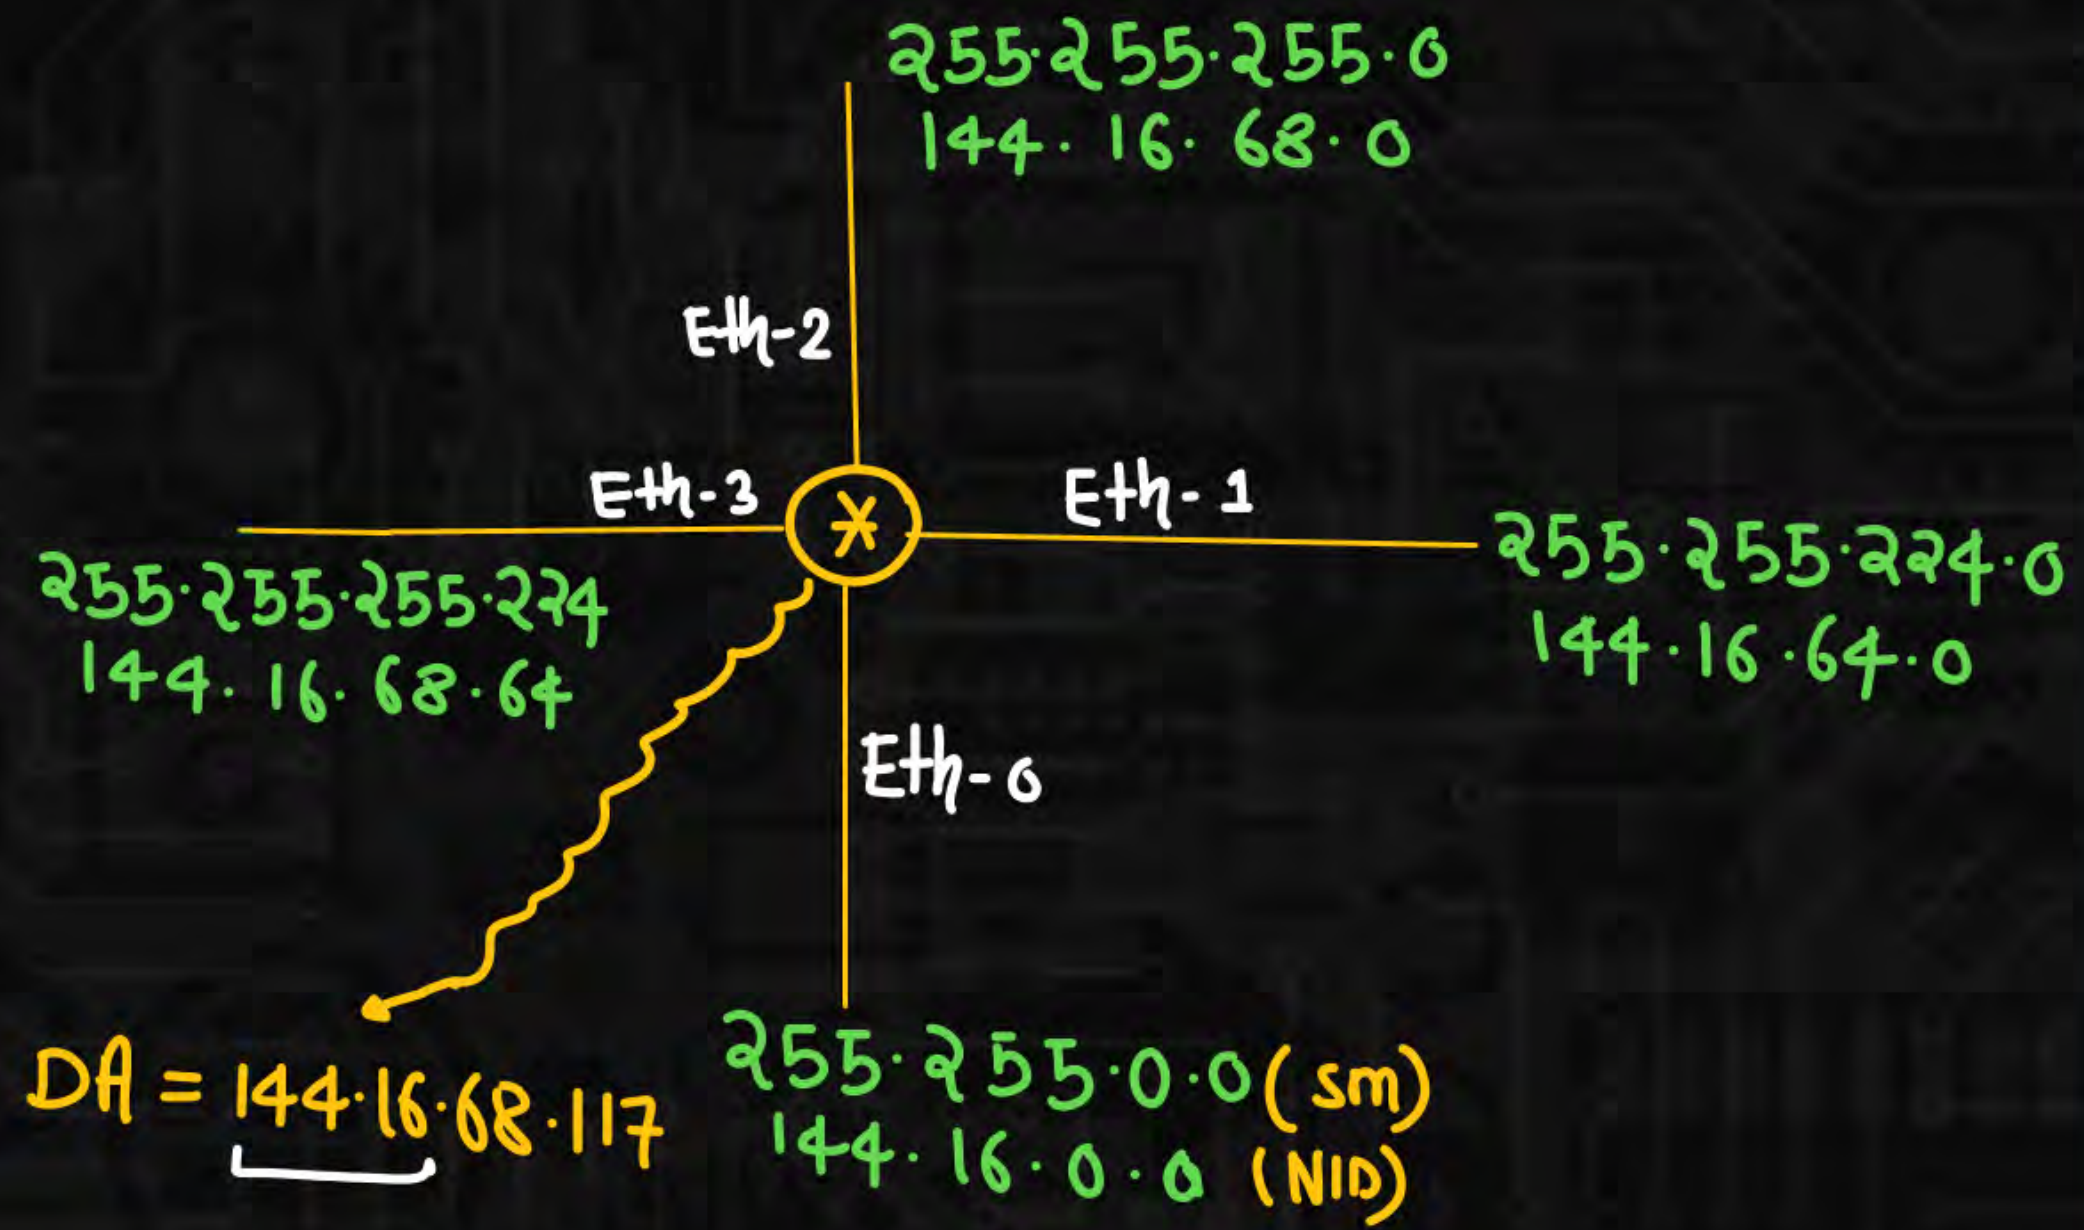 255.255.255.0
144.16.68.0
Eth-2
Eth-3
Eth-1
255.255.255.224
144.16.68.64
255.255.224.0
144.16.64.0
Eth-0
DA = 144.16.68.117
255.255.0.0 (SM)
144.16.0.0 (NID)